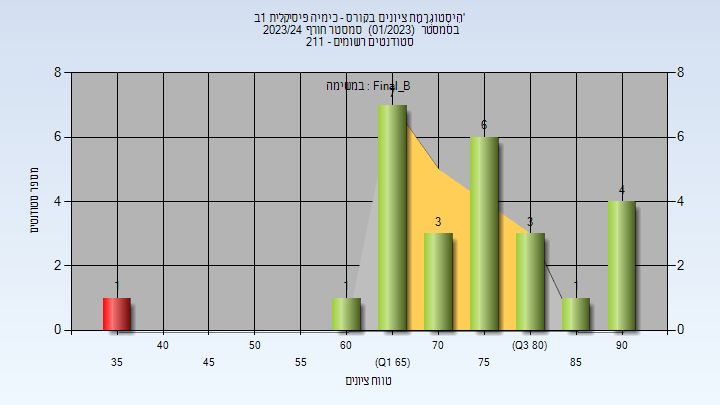 הִיסְטוֹגְרָמַת ציונים בקורס - כימיה פיסיקלית 1ב'
בסמסטר (01/2023) סמסטר חורף 2023/24
סטודנטים רשומים - 211
במשימה : Final_B
מספר סטודנטים
8 8
6 6
4 4
2 2
0 0
1 1 7 3 6 3 1 4
40 50 60 70 (Q3 80) 90
35 45 55 (Q1 65) 75 85
טווח ציונים